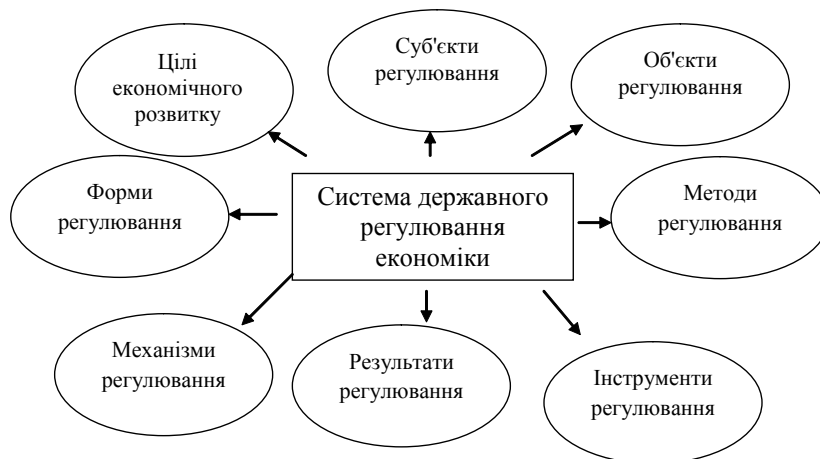 Цілі
економічного
розвитку
Суб'єкти
регулювання
Об'єкти
регулювання
Форми
регулювання
Система державного
регулювання
економіки
Методи
регулювання
Механізми
регулювання
Результати
регулювання
Інструменти
регулювання